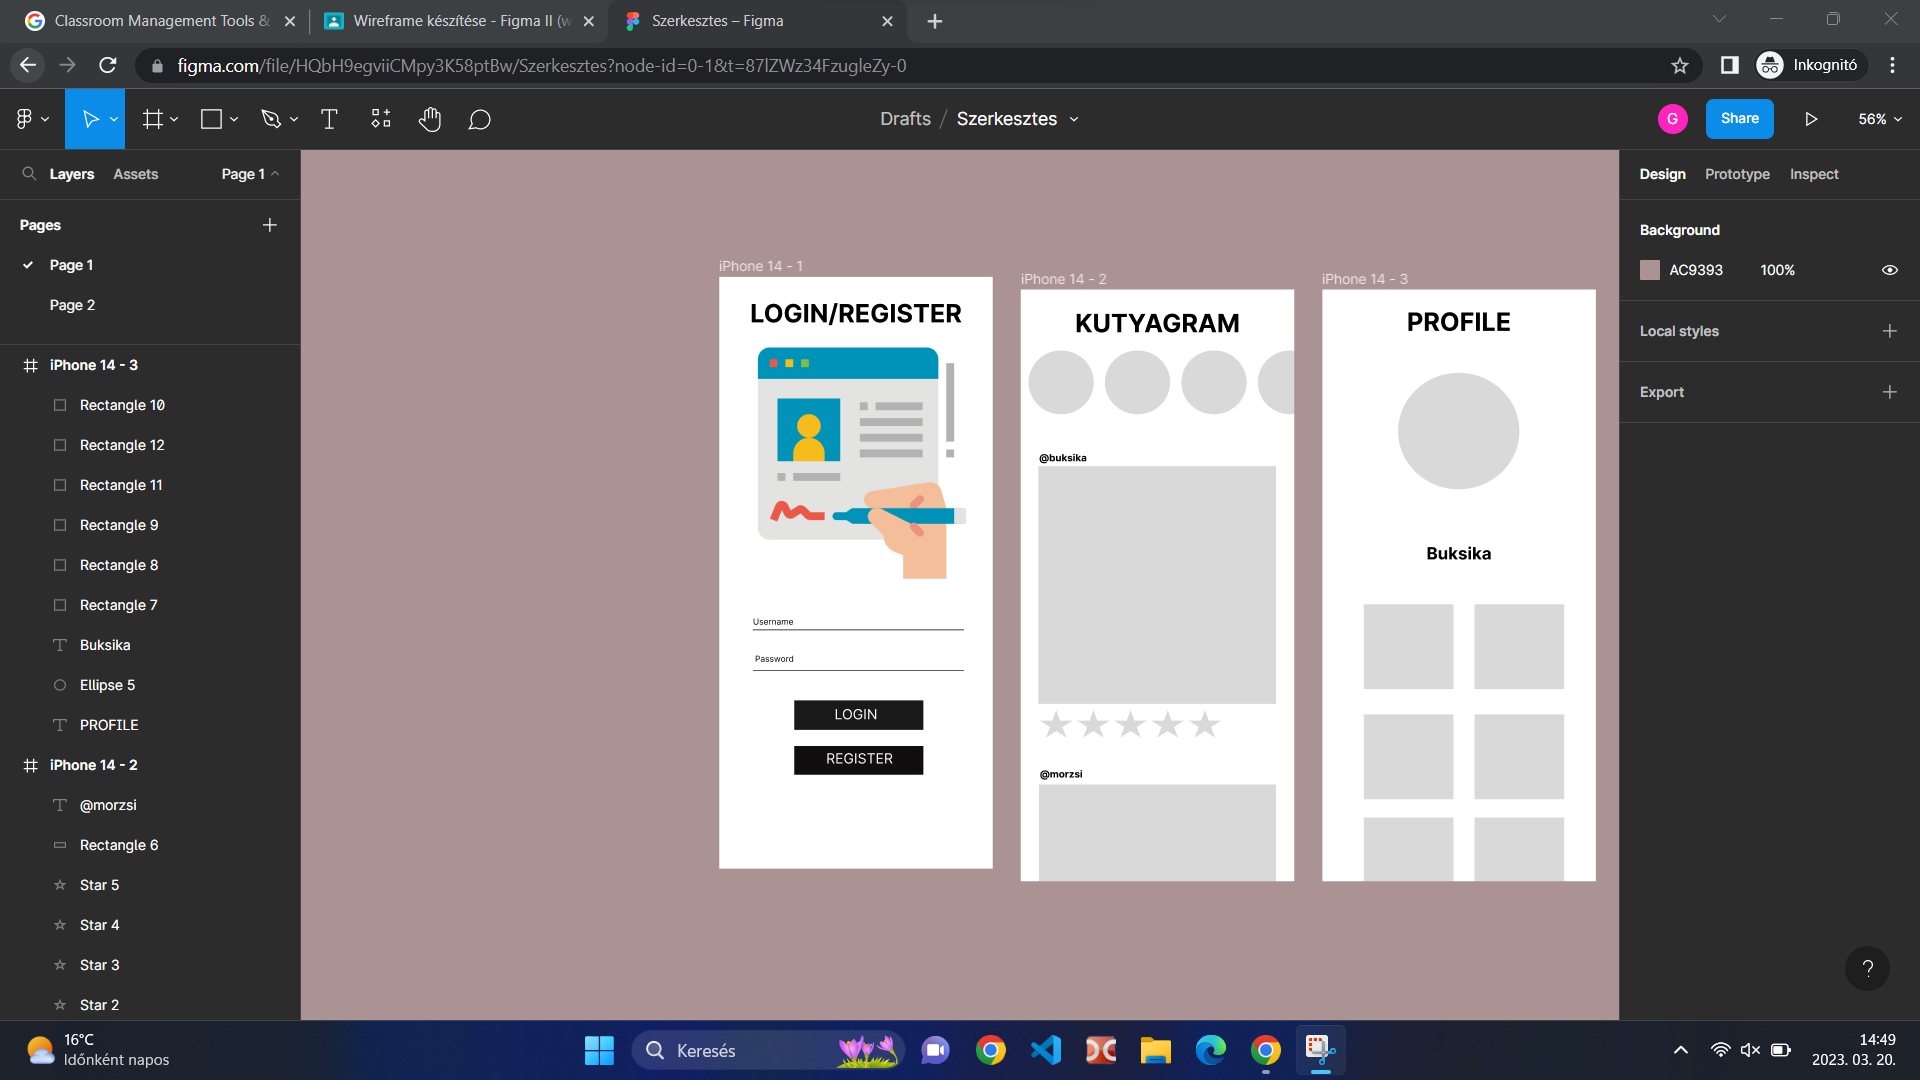 Classroom Management Tools &
Wireframe készítése - Figma II (w
Szerkesztes – Figma
figma.com/file/HQbH9egviiCMpy3K58ptBw/Szerkesztes?node-id=0-1&t=87lZWz34FzugleZy-0
Inkognitó
Drafts / Szerkesztes
G
Share
56%
Layers
Assets
Page 1
Pages
Page 1
Page 2
iPhone 14 - 3
Rectangle 10
Rectangle 12
Rectangle 11
Rectangle 9
Rectangle 8
Rectangle 7
Buksika
Ellipse 5
PROFILE
iPhone 14 - 2
@morzsi
Rectangle 6
Star 5
Star 4
Star 3
Star 2
iPhone 14 - 1
LOGIN/REGISTER
Username
Password
LOGIN
REGISTER
iPhone 14 - 2
KUTYAGRAM
@buksika
@morzsi
iPhone 14 - 3
PROFILE
Buksika
Design
Prototype
Inspect
Background
AC9393
100%
Local styles
Export
?
16°C
Időnként napos
Keresés
14:49
2023. 03. 20.